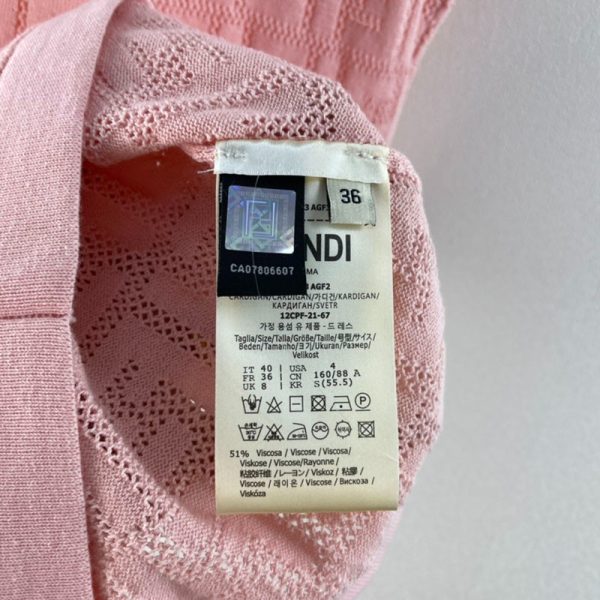 36
3 AGF
NDI
MA
AGF2
CARDIGAN/CARDIGAN/가디건/KARDIGAN/
КАРДИГАН/SVETR
12CPF-21-67
가정 용 섬 유 제 품 - 드 레스
Taglia/Size/Talla/Größe/Taille/号型/サイズ/
Beden/Tamanho/크기/Ukuran/Размер/
Velikost
IT 40 USA 4
FR 36 CN 160/88 A
UK 8 KR S(55.5)
CA07806607
51% Viscosa / Viscose / Viscosa/
Viskose / Viscose/Rayonne/
粘胶纤维 / レーヨン/ Viskoz / 粘膠/
Viscose / 레이온 / Вискоза /
Viskóza